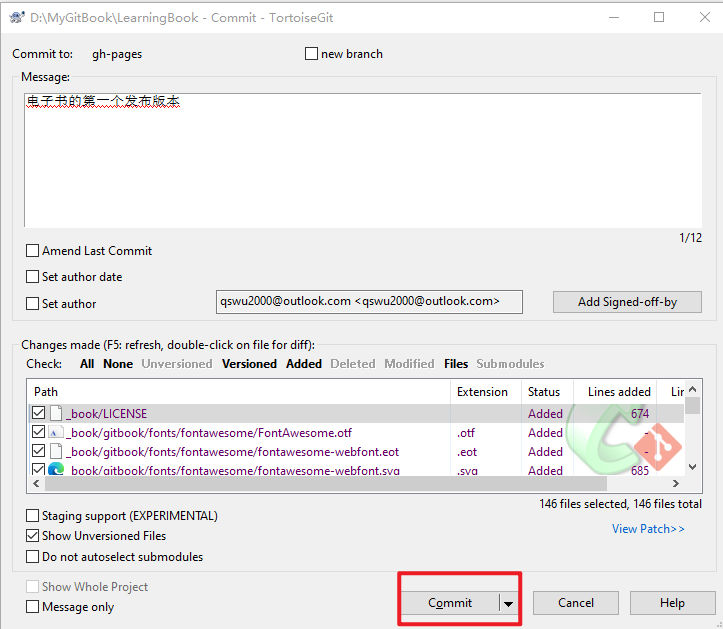 D:\MyGitBook\LearningBook - Commit - TortoiseGit
Commit to: gh-pages new branch
Message:
电子书的第一个发布版本
1/12
Amend Last Commit
Set author date
Set author qswu2000@outlook.com <qswu2000@outlook.com> Add Signed-off-by
Changes made (F5: refresh, double-click on file for diff):
Check: All None Unversioned Versioned Added Deleted Modified Files Submodules
Path Extension Status Lines added Lir
_book/LICENSE Added 674
_book/gitbook/fonts/fontawesome/FontAwesome.otf .otf Added -
_book/gitbook/fonts/fontawesome/fontawesome-webfont.eot .eot Added -
_book/gitbook/fonts/fontawesome/fontawesome-webfont.svg .svg Added 685
146 files selected, 146 files total
Staging support (EXPERIMENTAL)
Show Unversioned Files View Patch>>
Do not autoselect submodules
Show Whole Project
Message only Commit Cancel Help